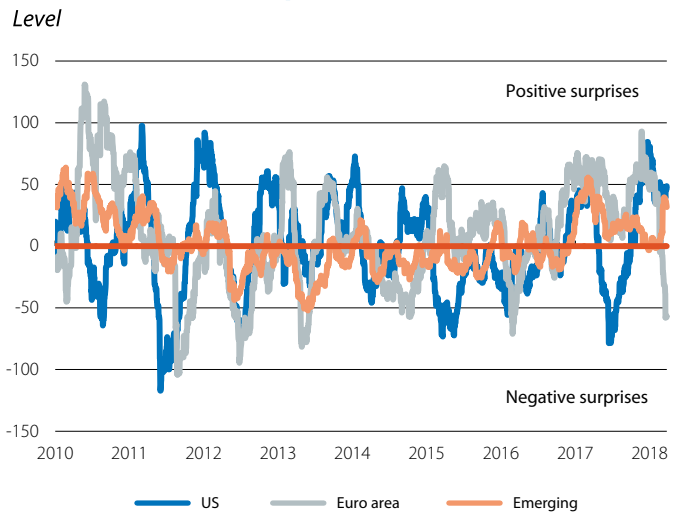 Level
150
Positive surprises
100
50
0
-50
-100
Negative surprises
-150
2010 2011 2012 2013 2014 2015 2016 2017 2018
US Euro area Emerging